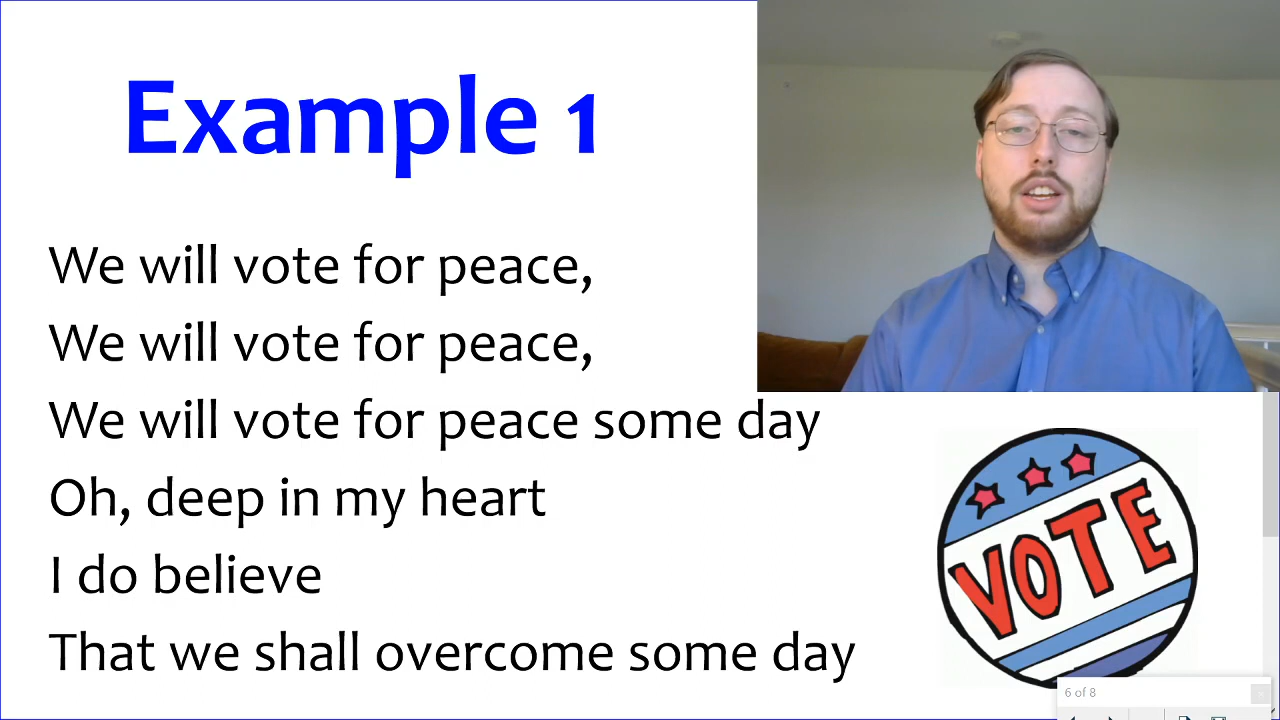 Example 1
We will vote for peace,
We will vote for peace,
We will vote for peace some day
Oh, deep in my heart
I do believe
That we shall overcome some day
VOTE
6 of 8